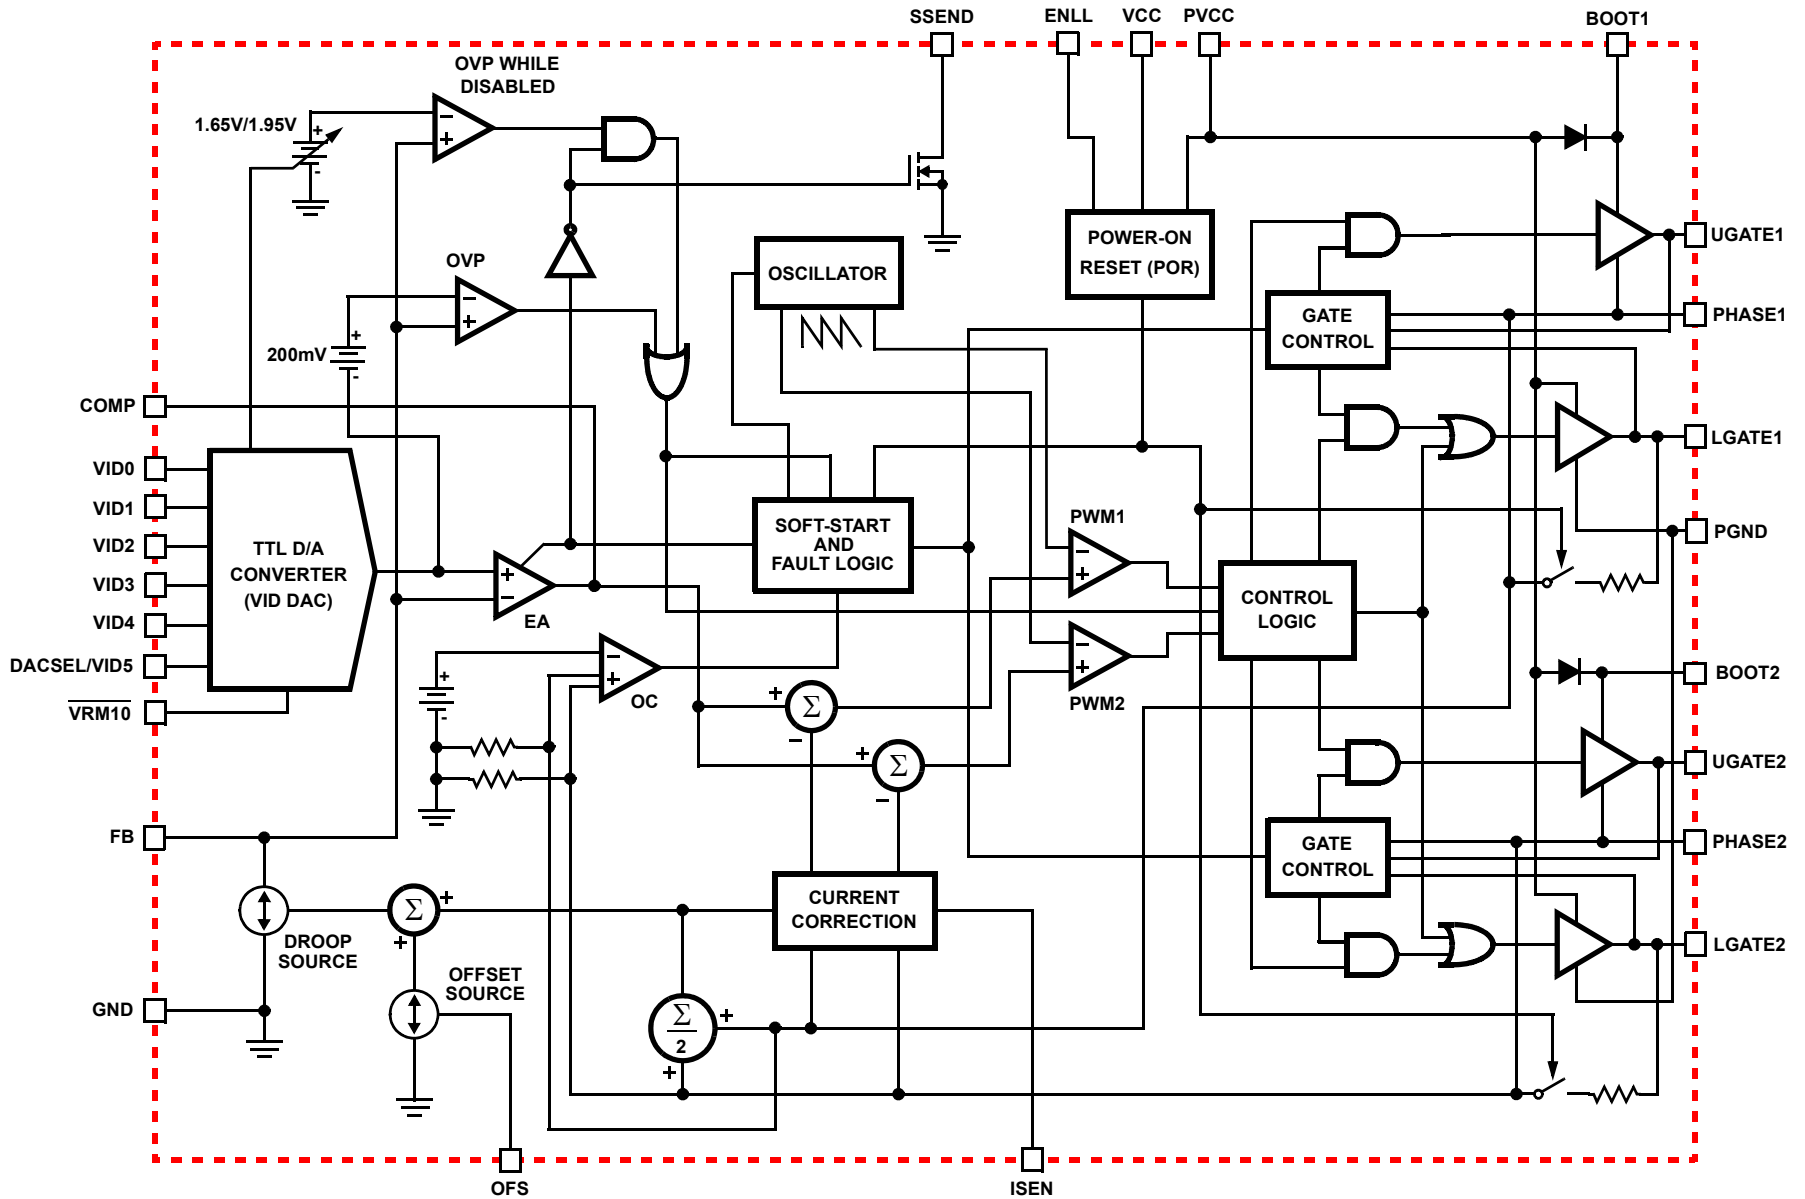 SSEND
ENLL
VCC
PVCC
BOOT1
OVP WHILE
DISABLED
1.65V/1.95V
+
-
−
+
OVP
−
+
200mV
+
-
OSCILLATOR
POWER-ON
RESET (POR)
UGATE1
GATE
CONTROL
PHASE1
COMP
LGATE1
VID0
VID1
VID2
VID3
VID4
DACSEL/VID5
VRM10
TTL D/A
CONVERTER
(VID DAC)
+
−
EA
SOFT-START
AND
FAULT LOGIC
PWM1
−
+
PGND
CONTROL
LOGIC
−
+
PWM2
+
-
−
+
OC
+
Σ
−
+
Σ
−
BOOT2
UGATE2
FB
GATE
CONTROL
PHASE2
DROOP
SOURCE
Σ
+
+
CURRENT
CORRECTION
LGATE2
OFFSET
SOURCE
GND
Σ
2
+
+
OFS
ISEN